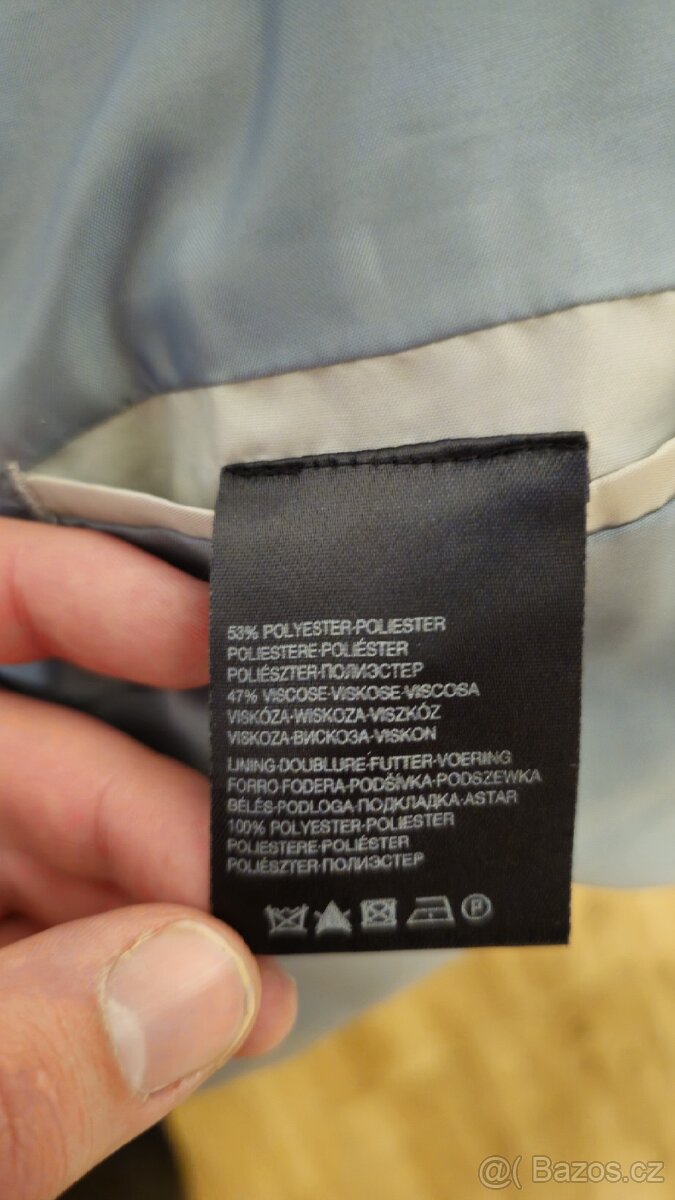 53% POLYESTER·POLIESTER
POLIESTERE·POLIÉSTER
POLIÉSZTER·ПОЛИЭСТЕР
47% VISCOSE·VISKOSE·VISCOSA
VISKÓZA·WISKOZA·VISZKÓZ
VISKOZA·ВИСКОЗА·VISKON
LINING·DOUBLURE·FUTTER·VOERING
FORRO·FODERA·PODŠÍVKA·PODSZEWKA
BÉLÉS·PODLOGA·ПОДКЛАДКА·ASTAR
100% POLYESTER·POLIESTER
POLIESTERE·POLIÉSTER
POLIÉSZTER·ПОЛИЭСТЕР
P
@( Bazos.cz